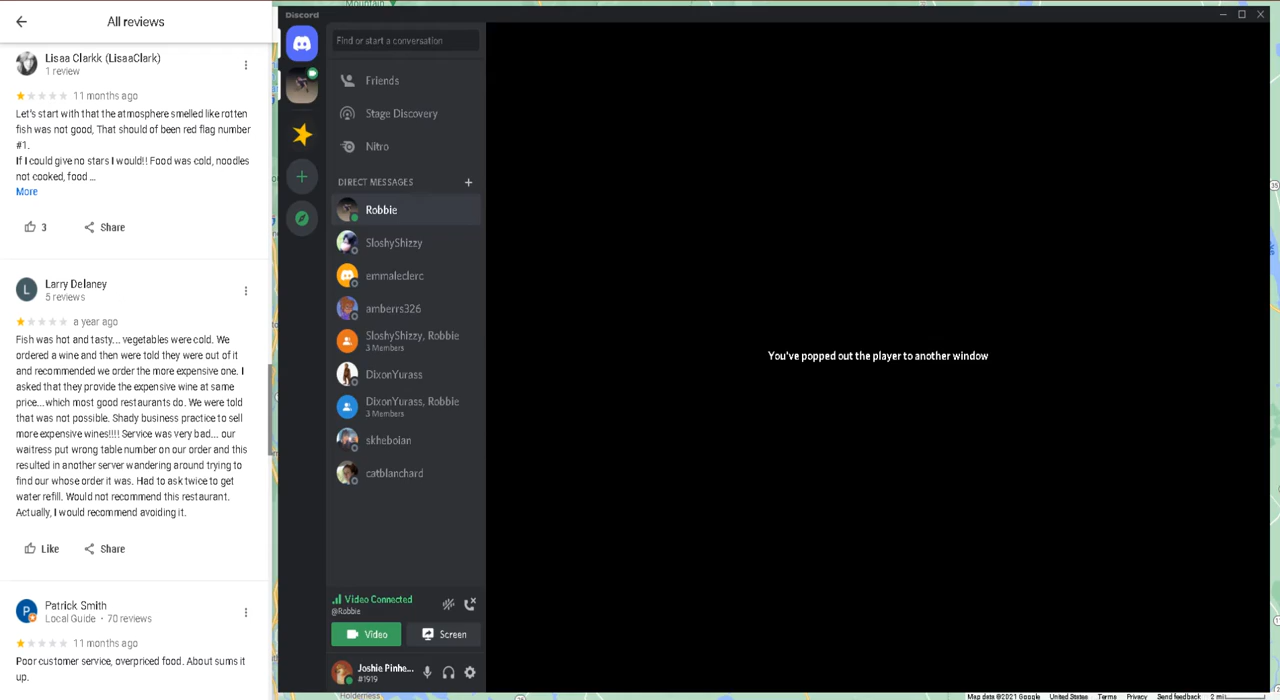 All reviews
Lisaa Clarkk (LisaaClark)
1 review
11 months ago
Let's start with that the atmosphere smelled like rotten
fish was not good, That should of been red flag number
#1.
If I could give no stars I would!! Food was cold, noodles
not cooked, food ...
More
3
Share
L
Larry Delaney
5 reviews
a year ago
Fish was hot and tasty... vegetables were cold. We
ordered a wine and then were told they were out of it
and recommended we order the more expensive one. I
asked that they provide the expensive wine at same
price...which most good restaurants do. We were told
that was not possible. Shady business practice to sell
more expensive wines!!!! Service was very bad... our
waitress put wrong table number on our order and this
resulted in another server wandering around trying to
find our whose order it was. Had to ask twice to get
water refill. Would not recommend this restaurant.
Actually, I would recommend avoiding it.
Like
Share
P
Patrick Smith
Local Guide · 70 reviews
11 months ago
Poor customer service, overpriced food. About sums it
up.
Mountain
Discord
Find or start a conversation
Friends
Stage Discovery
Nitro
DIRECT MESSAGES
Robbie
SloshyShizzy
emmaleclerc
amberrs326
SloshyShizzy, Robbie
3 Members
DixonYurass
DixonYurass, Robbie
3 Members
skheboian
catblanchard
Video Connected
@Robbie
Video
Screen
Joshie Pinhe...
#1919
You've popped out the player to another window
Holderness
Map data ©2021 Google
United States
Terms
Privacy
Send feedback
2 mi